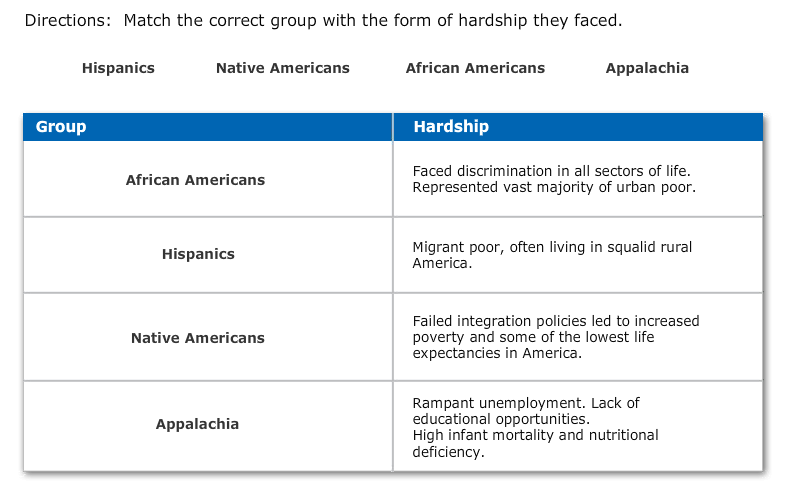 Directions:  Match the correct group with the form of hardship they faced.
Hispanics Native Americans African Americans Appalachia
Group Hardship
African Americans
Faced discrimination in all sectors of life.
Represented vast majority of urban poor.
Hispanics
Migrant poor, often living in squalid rural
America.
Native Americans
Failed integration policies led to increased
poverty and some of the lowest life
expectancies in America.
Appalachia
Rampant unemployment. Lack of
educational opportunities.
High infant mortality and nutritional
deficiency.